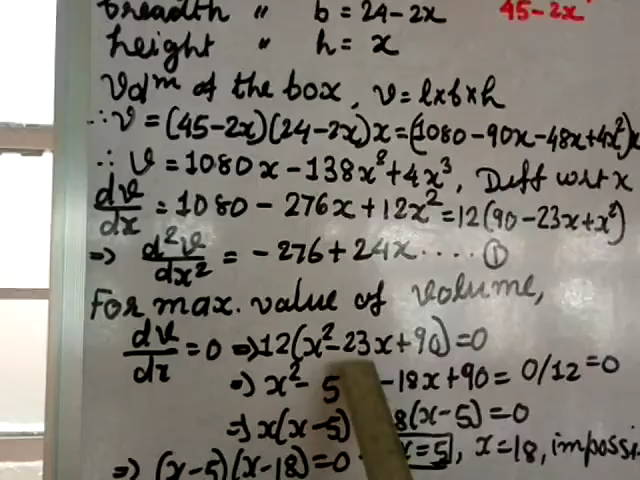 breadth " b = 24-2x 45-2x
height " h = x
Vol^m of the box, v = l×b×h
∴ v = (45-2x)(24-2x)x = (1080-90x-48x+4x²)x
∴ v = 1080x - 138x² + 4x³, Diff w.r.t x
dv/dx = 1080 - 276x + 12x² = 12(90-23x+x²)
⇒ d²v/dx² = -276 + 24x ..... ①
For max. value of volume,
dv/dx = 0 ⇒ 12(x²-23x+90) = 0
⇒ x² - 5 -18x+90 = 0/12 = 0
⇒ x(x-5) 8(x-5) = 0
⇒ (x-5)(x-18) = 0 x=5, x=18,